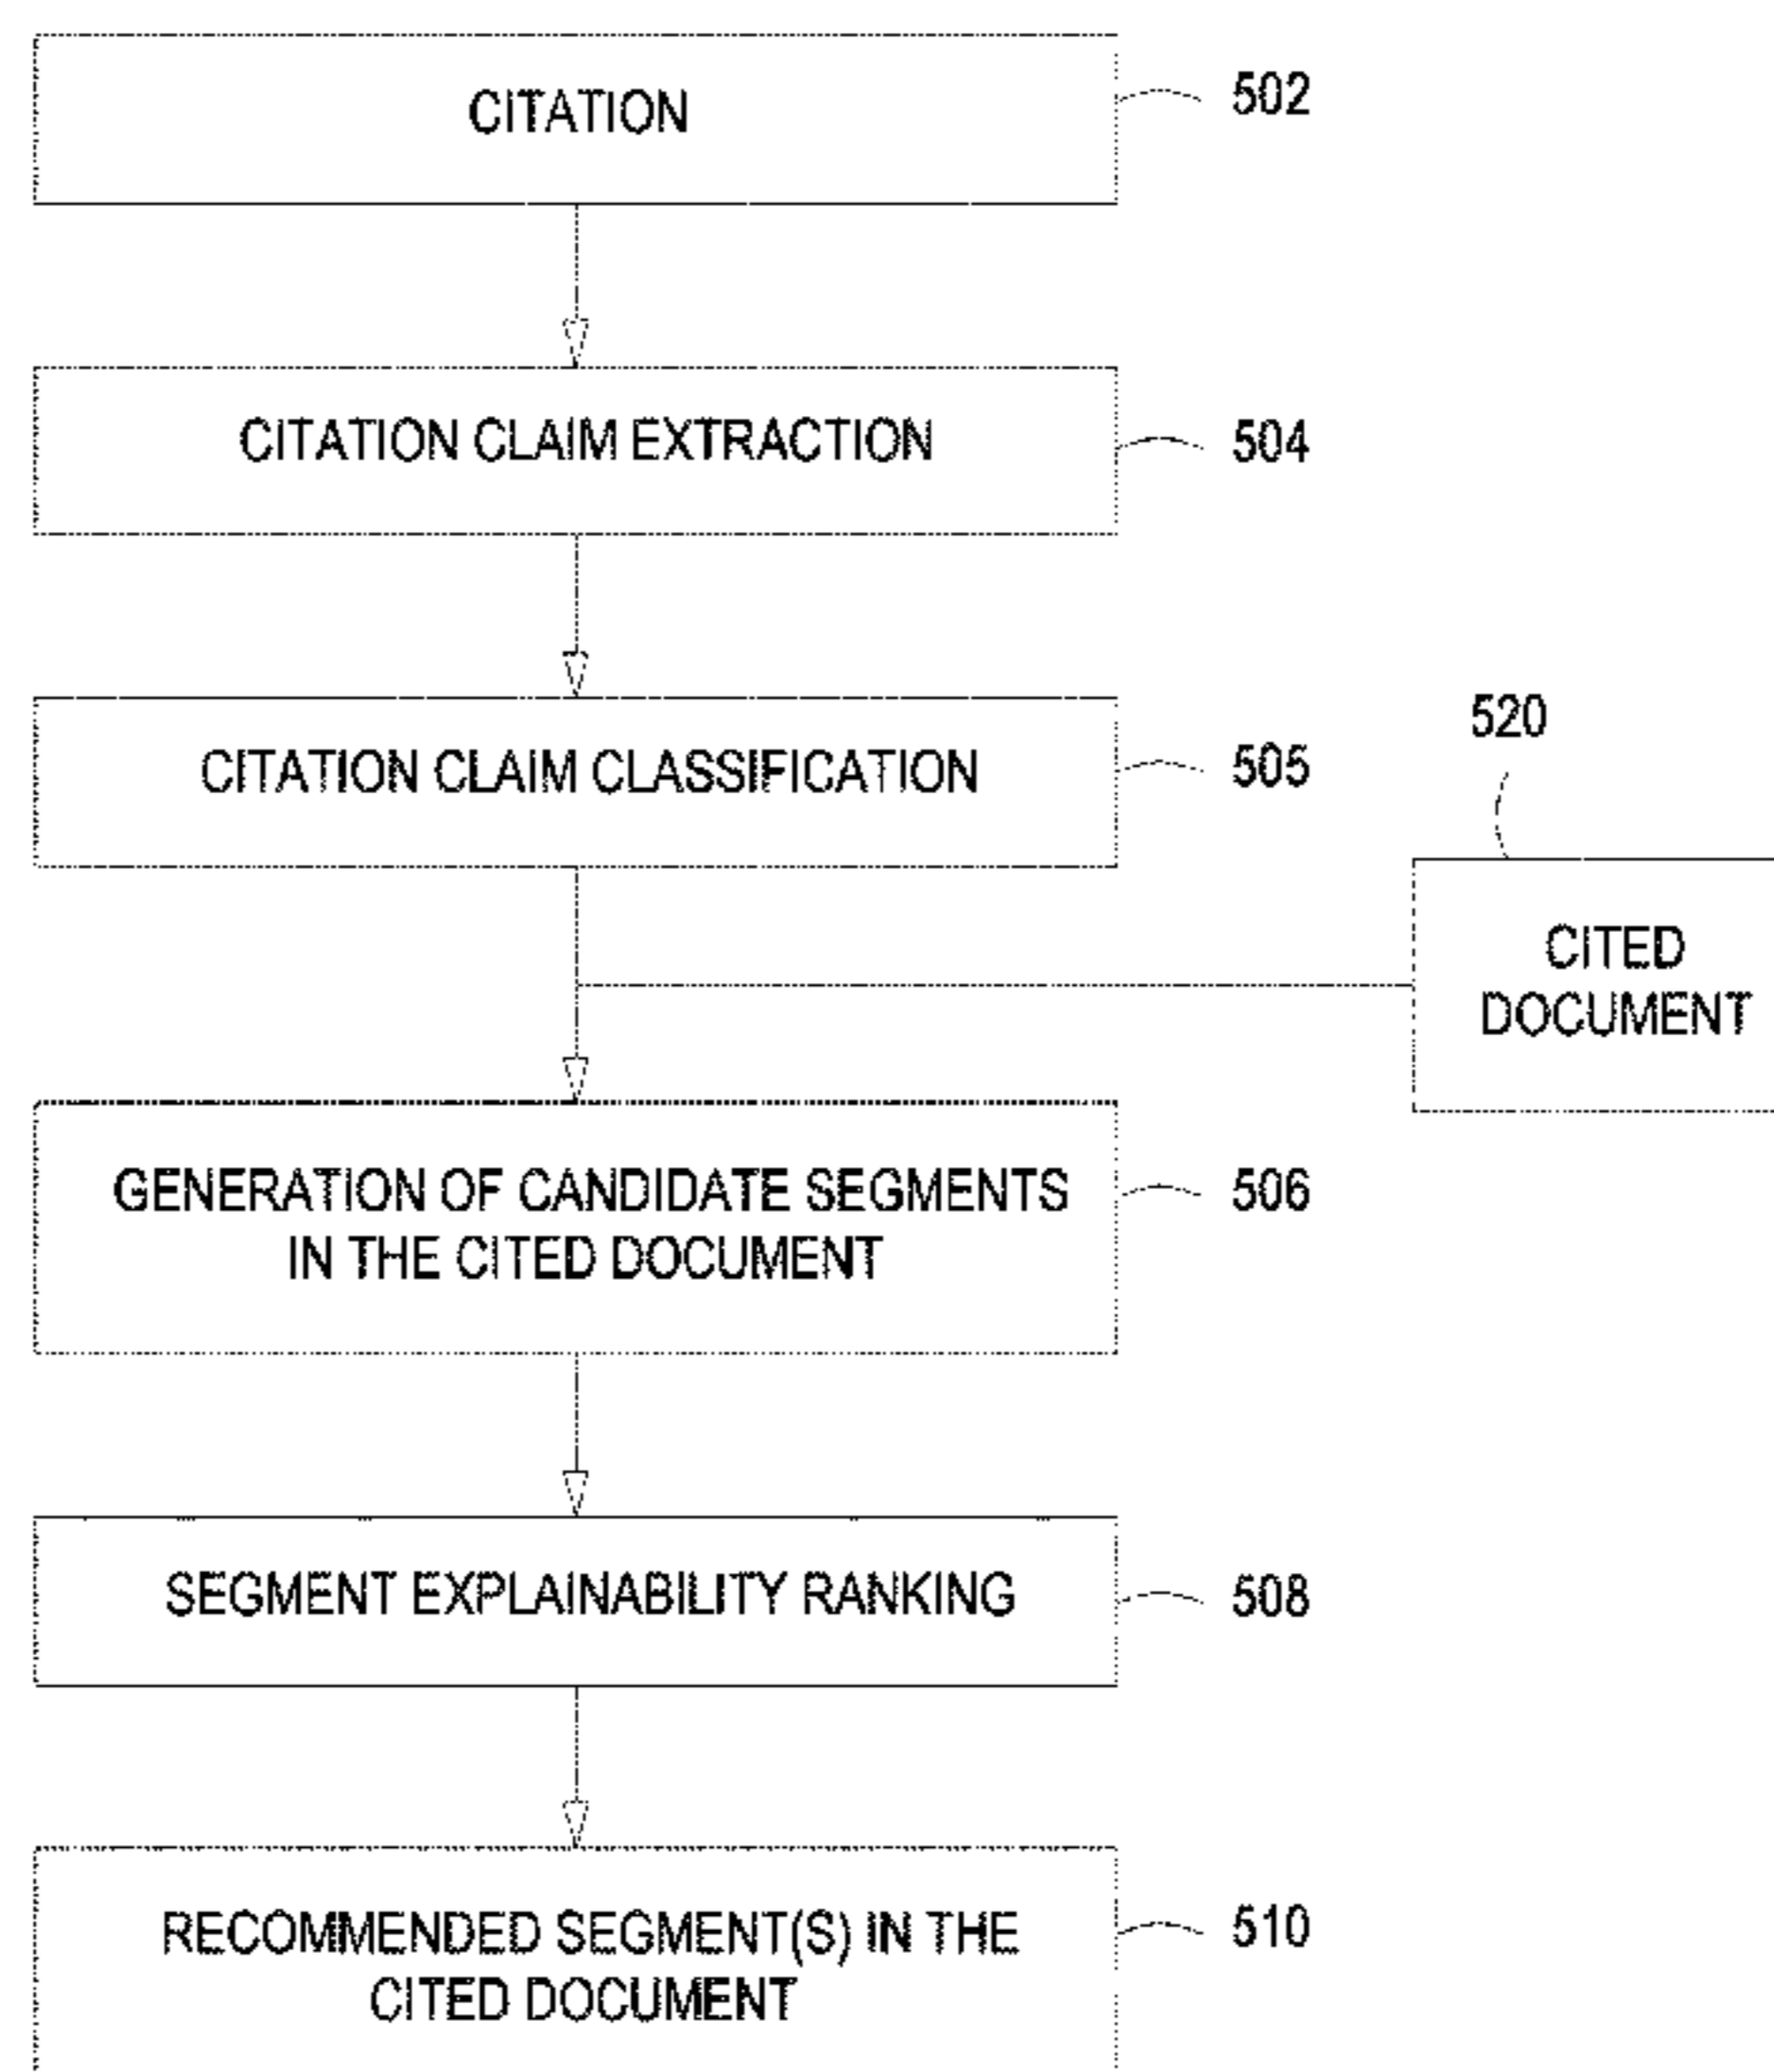 CITATION
502
CITATION CLAIM EXTRACTION
504
CITATION CLAIM CLASSIFICATION
505
520
CITED
DOCUMENT
GENERATION OF CANDIDATE SEGMENTS
IN THE CITED DOCUMENT
506
SEGMENT EXPLAINABILITY RANKING
508
RECOMMENDED SEGMENT(S) IN THE
CITED DOCUMENT
510